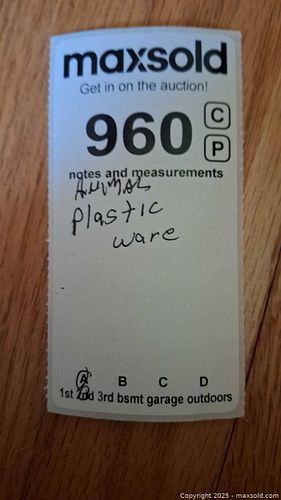 maxsold
Get in on the auction!
960 C
P
notes and measurements
ANIMAL
Plastic
ware
A B C D
1st 2nd 3rd bsmt garage outdoors
Copyright © 2025 - maxsold.com